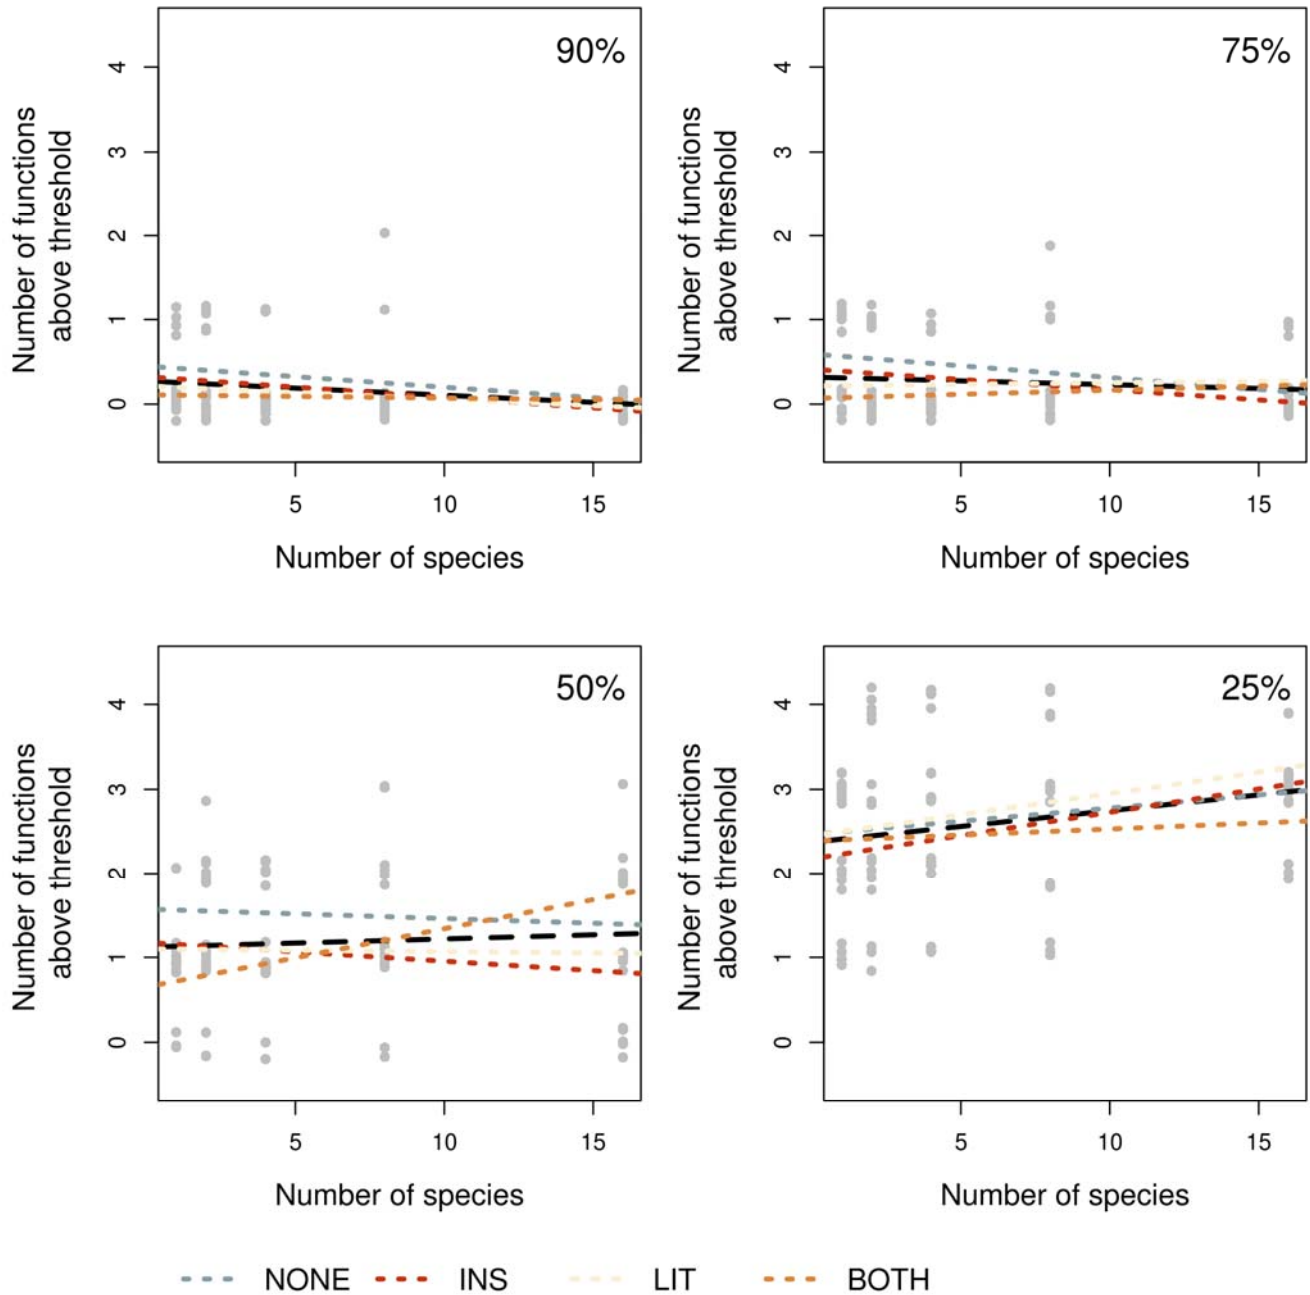 90%
Number of functions
above threshold
4
3
2
1
0
5 10 15
Number of species
75%
Number of functions
above threshold
4
3
2
1
0
5 10 15
Number of species
50%
Number of functions
above threshold
4
3
2
1
0
5 10 15
Number of species
25%
Number of functions
above threshold
4
3
2
1
0
5 10 15
Number of species
NONE INS LIT BOTH